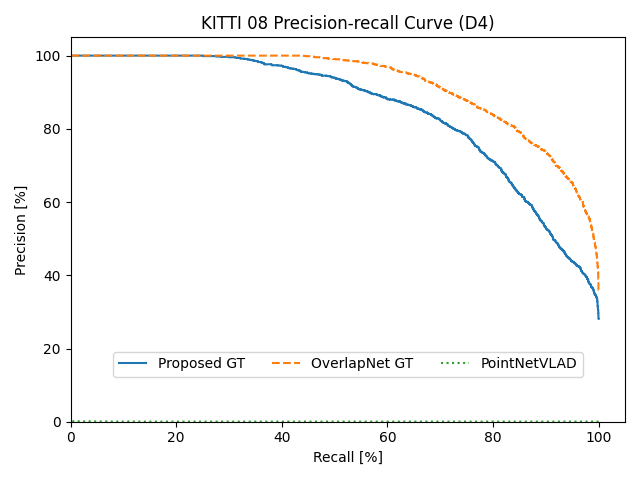 KITTI 08 Precision-recall Curve (D4)
100
80
60
40
20
0
Precision [%]
Proposed GT OverlapNet GT PointNetVLAD
0 20 40 60 80 100
Recall [%]